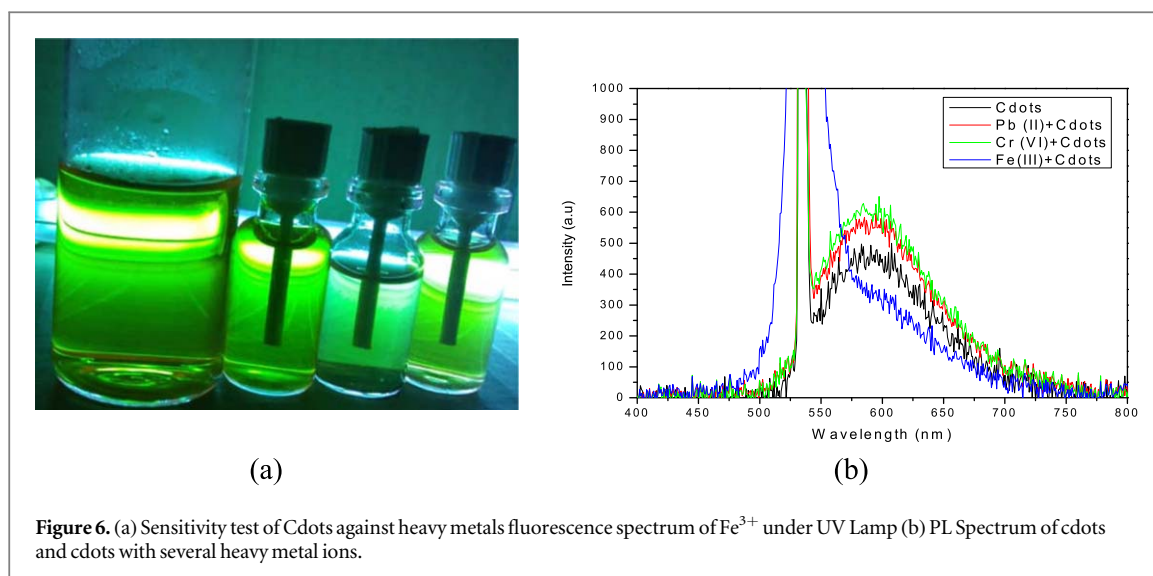 1000
900
800
700
600
500
400
300
200
100
0
Intensity (a.u)
Cdots
Pb (II)+Cdots
Cr (VI)+Cdots
Fe(III)+Cdots
400 450 500 550 600 650 700 750 800
Wavelength (nm)
(a) (b)
Figure 6. (a) Sensitivity test of Cdots against heavy metals fluorescence spectrum of Fe³⁺ under UV Lamp (b) PL Spectrum of cdots
and cdots with several heavy metal ions.